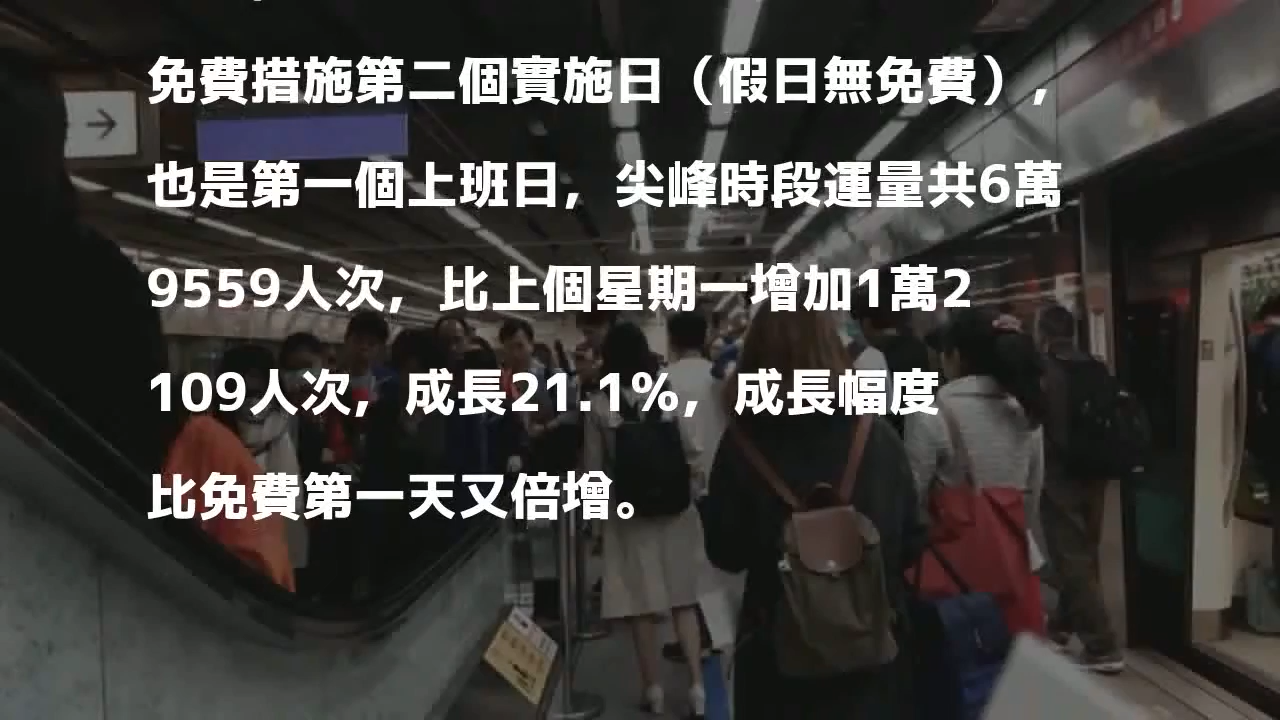 免費措施第二個實施日（假日無免費），
也是第一個上班日，尖峰時段運量共6萬
9559人次，比上個星期一增加1萬2
109人次，成長21.1%，成長幅度
比免費第一天又倍增。